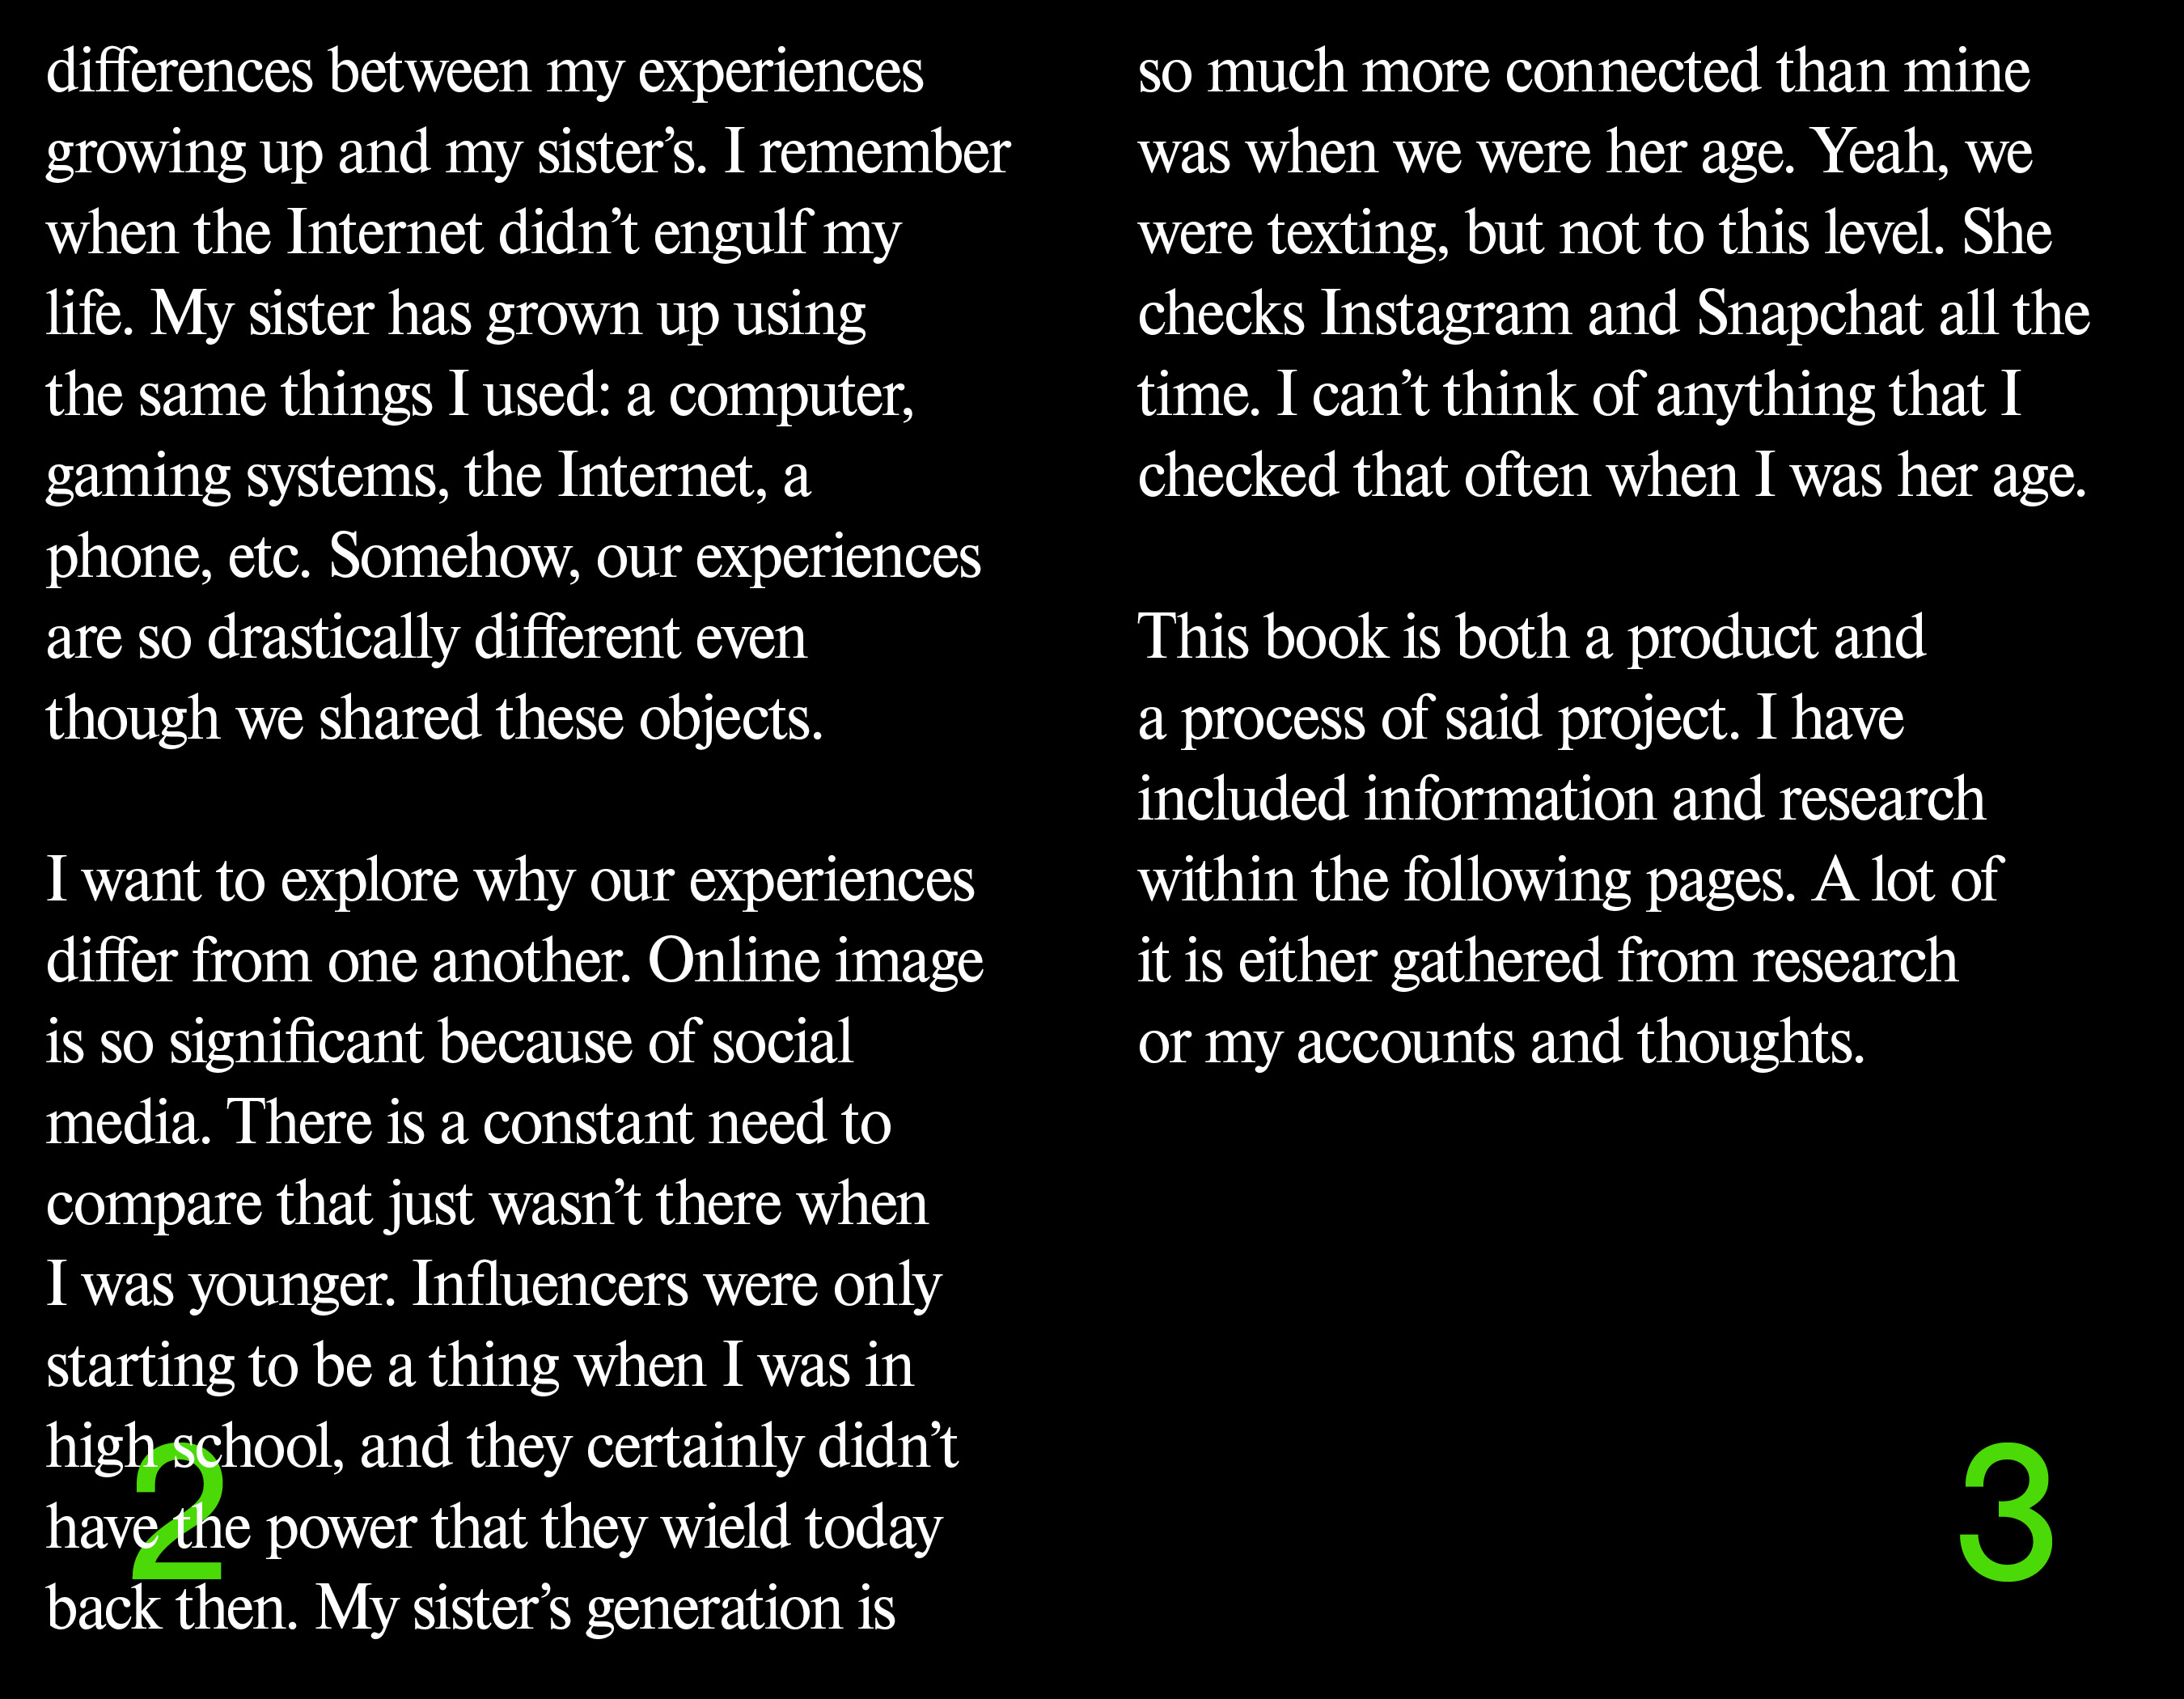 differences between my experiences
growing up and my sister’s. I remember
when the Internet didn’t engulf my
life. My sister has grown up using
the same things I used: a computer,
gaming systems, the Internet, a
phone, etc. Somehow, our experiences
are so drastically different even
though we shared these objects.
I want to explore why our experiences
differ from one another. Online image
is so significant because of social
media. There is a constant need to
compare that just wasn’t there when
I was younger. Influencers were only
starting to be a thing when I was in
high school, and they certainly didn’t
have the power that they wield today
back then. My sister’s generation is
2
so much more connected than mine
was when we were her age. Yeah, we
were texting, but not to this level. She
checks Instagram and Snapchat all the
time. I can’t think of anything that I
checked that often when I was her age.
This book is both a product and
a process of said project. I have
included information and research
within the following pages. A lot of
it is either gathered from research
or my accounts and thoughts.
3